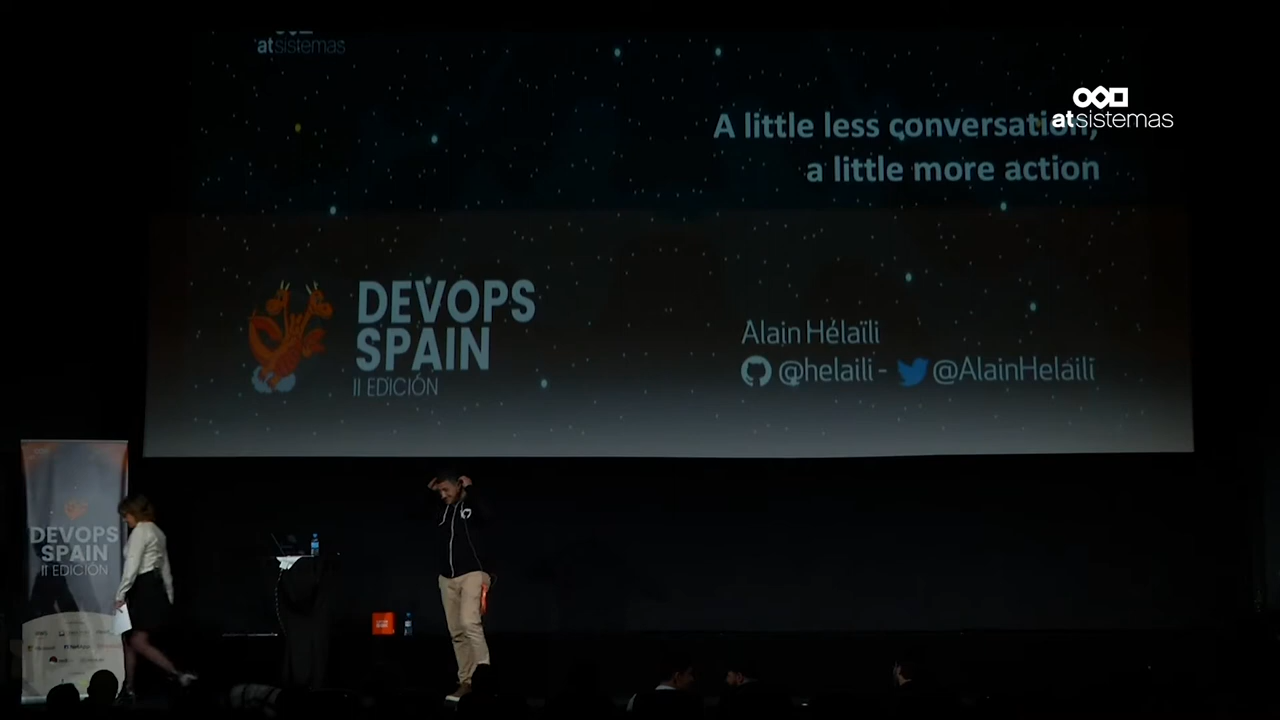 atsistemas
A little less conversation,
a little more action
atsistemas
DEVOPS
SPAIN
II EDICIÓN
Alain Hélaïli
@helaili - @AlainHelaili
DEVOPS
SPAIN
II EDICIÓN